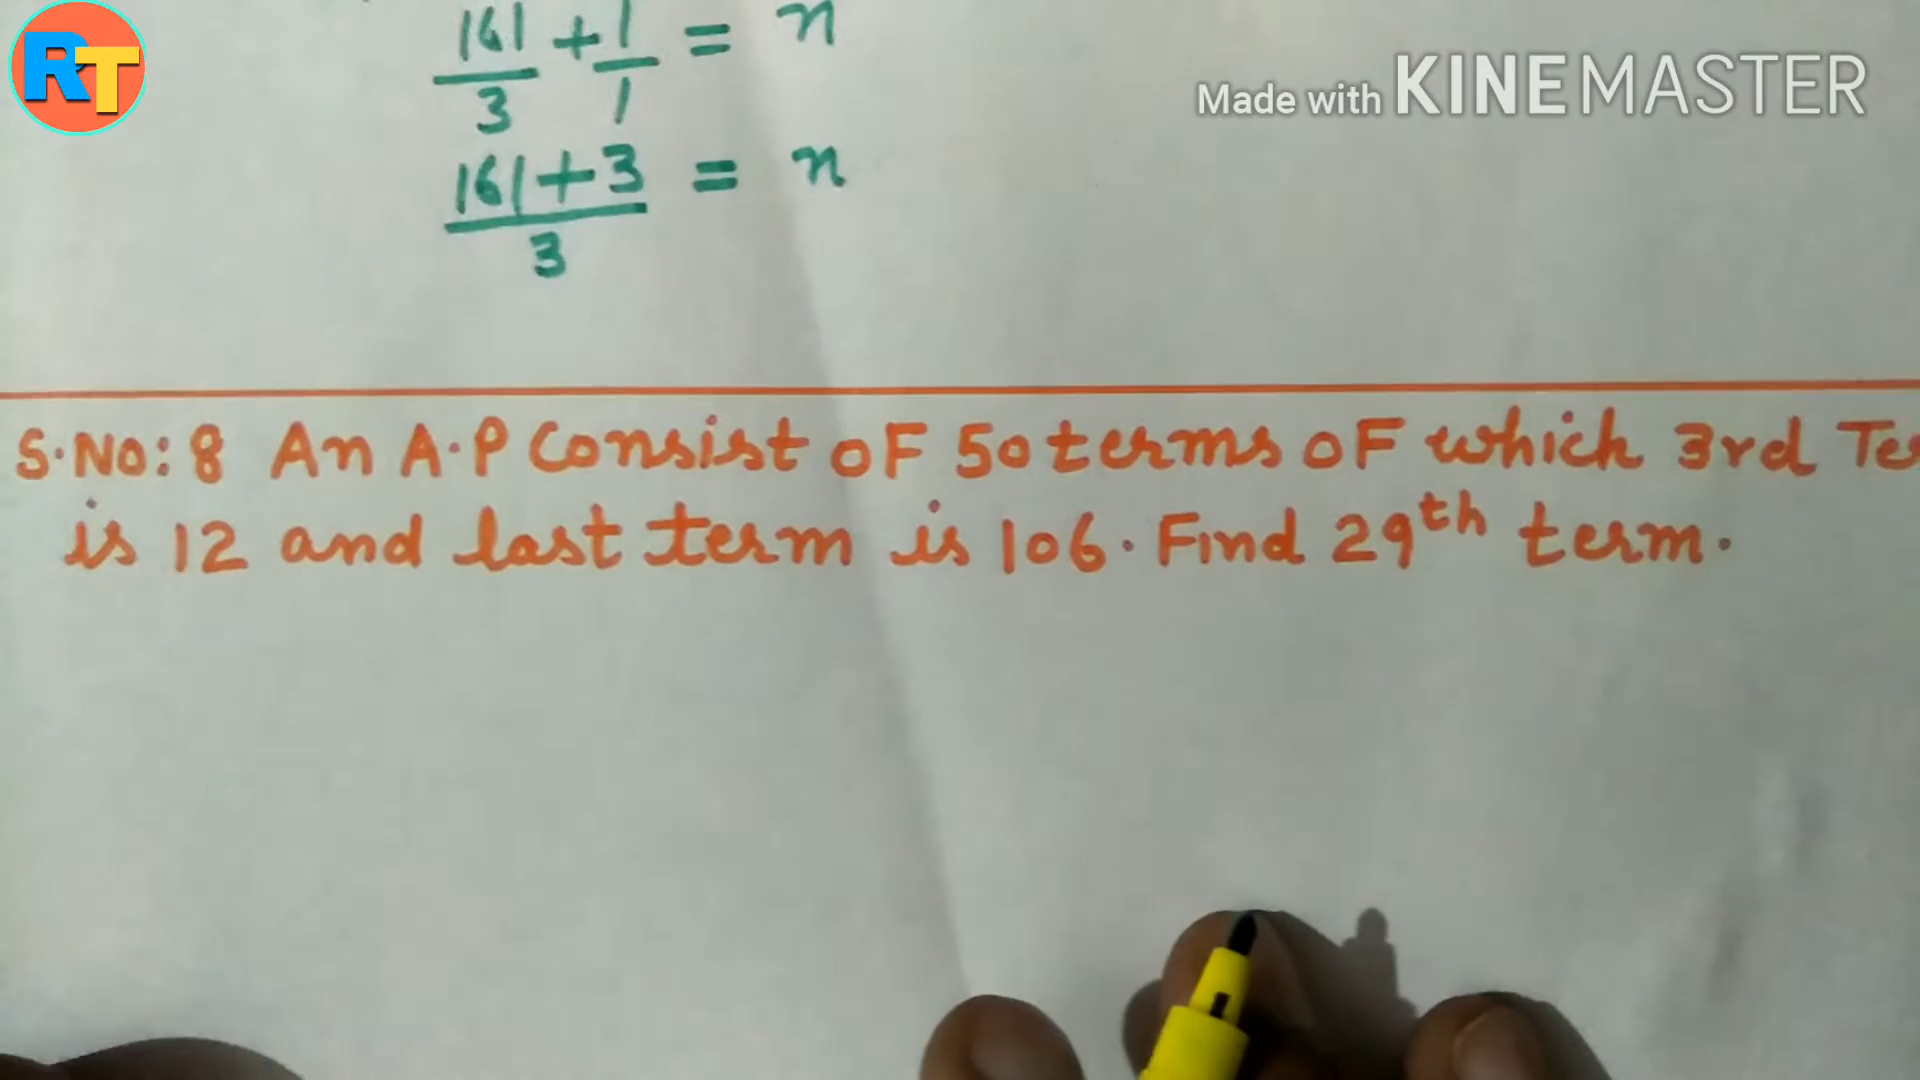 RT
Made with KINEMASTER
161/3 + 1/1 = n
161+3/3 = n
S.No: 8 An A.P Consist OF 50 terms OF which 3rd Te
is 12 and last term is 106. Find 29th term.